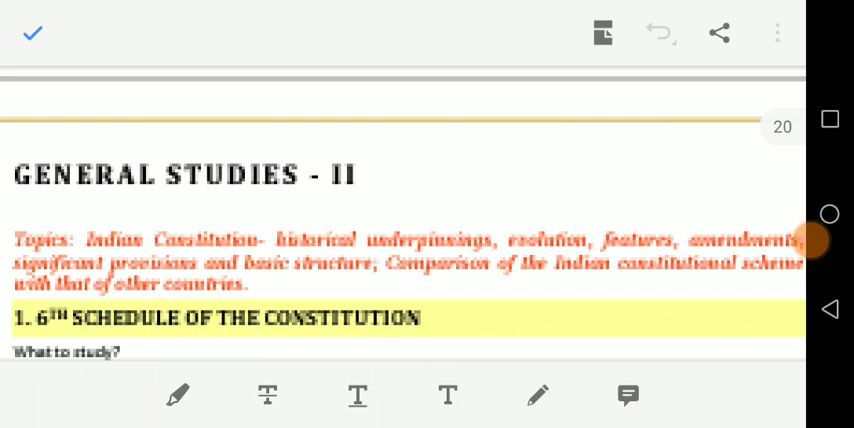 20
GENERAL STUDIES - II
Topics: Indian Constitution- historical underpinnings, evolution, features, amendments,
significant provisions and basic structure; Comparison of the Indian constitutional scheme
with that of other countries.
1. 6TH SCHEDULE OF THE CONSTITUTION
What to study?